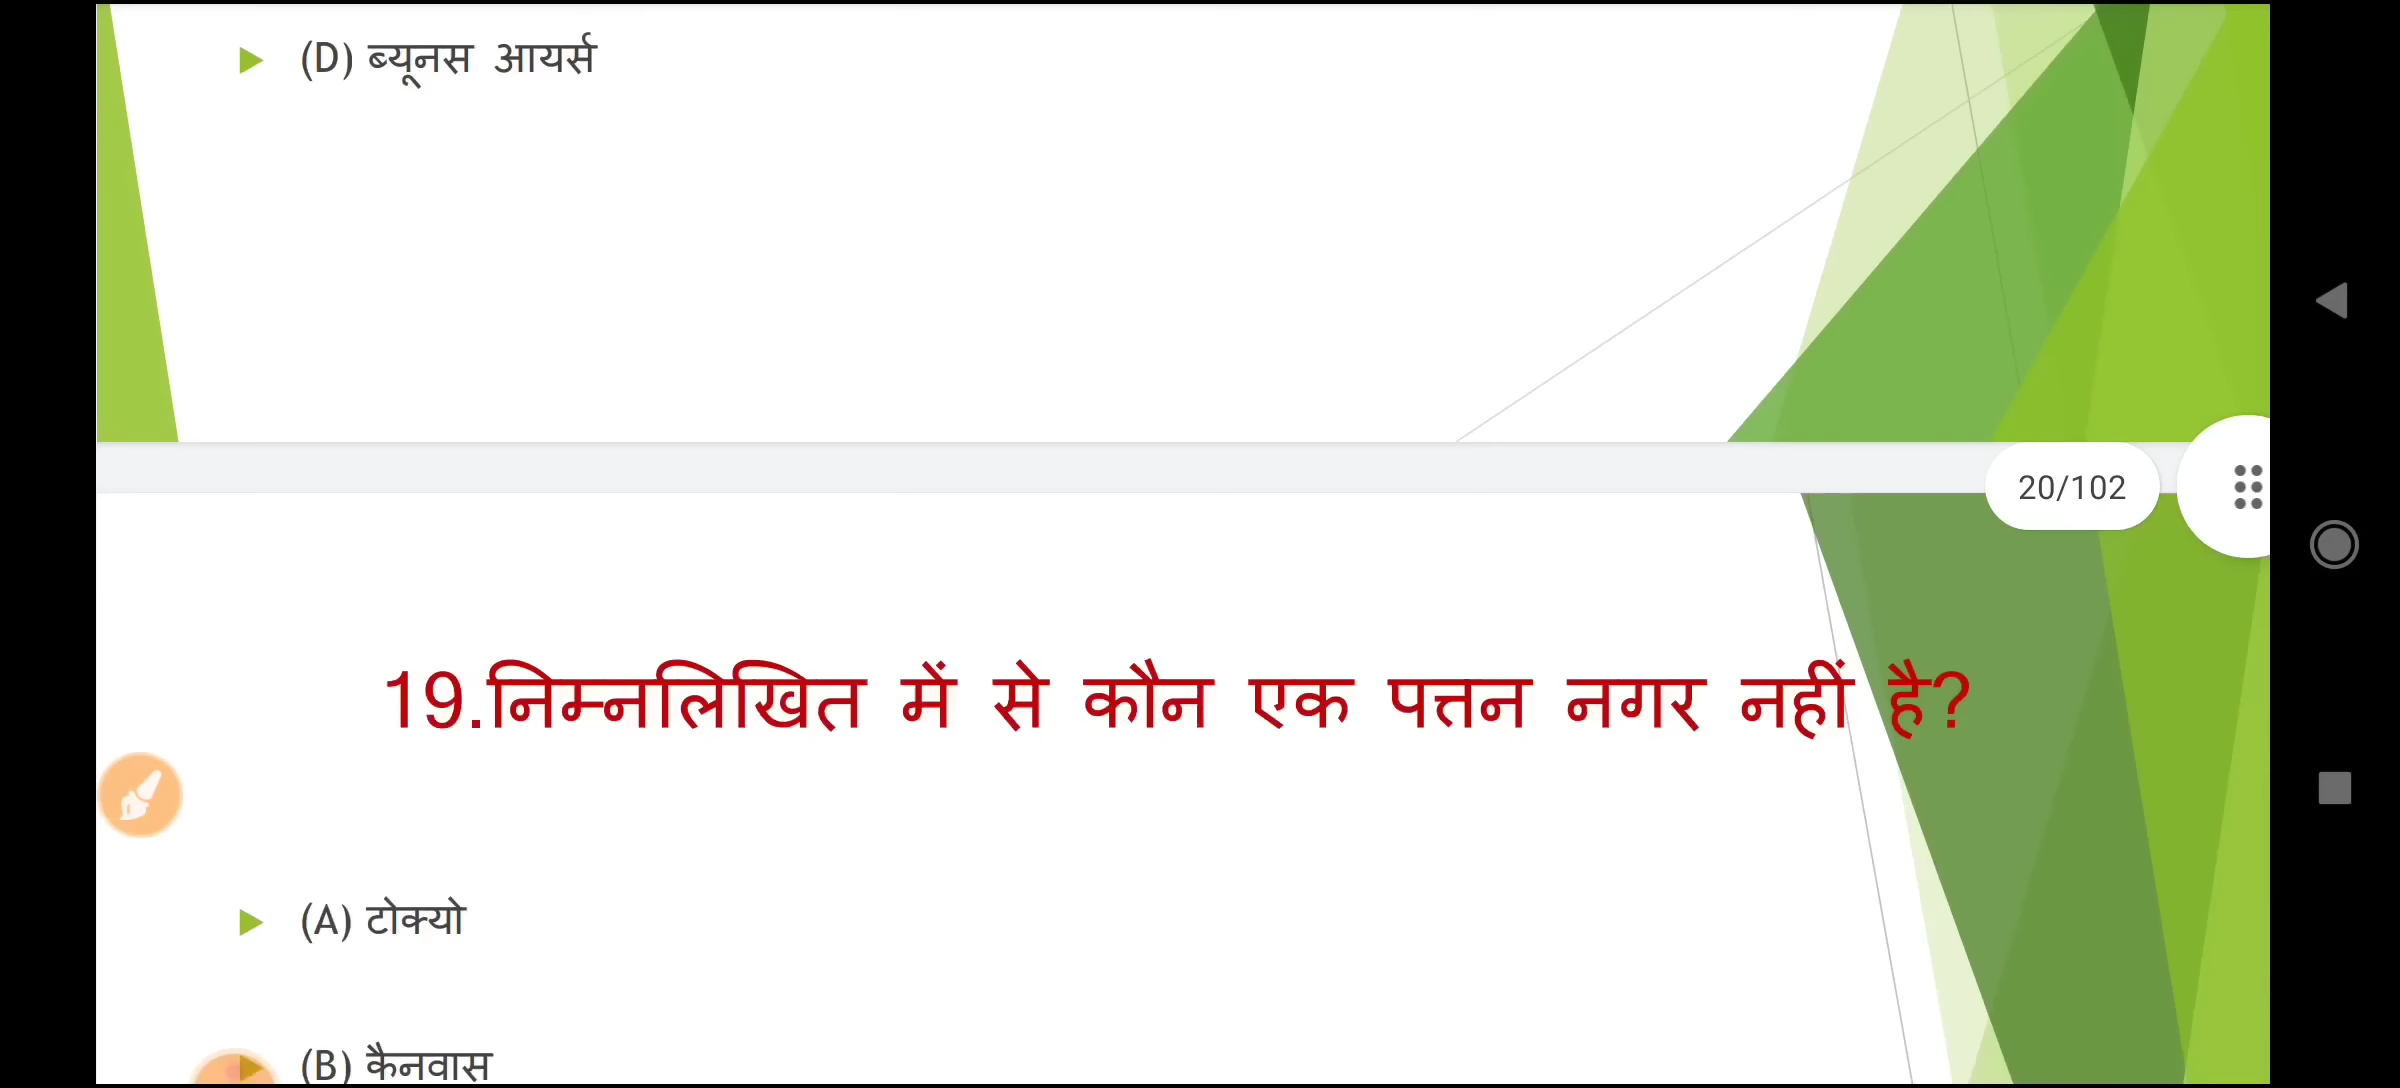 (D) ब्यूनस आयर्स
20/102
19.निम्नलिखित में से कौन एक पत्तन नगर नहीं है?
(A) टोक्यो
(B) कैनवास